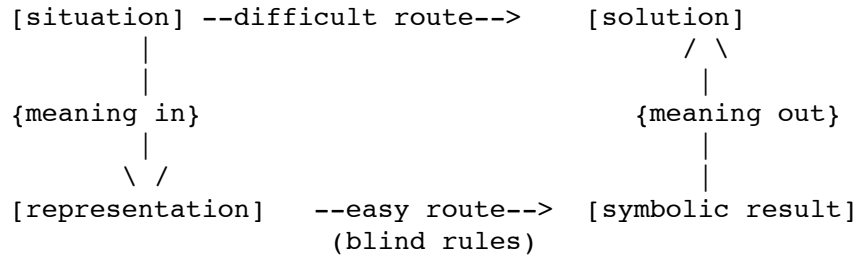 [situation] --difficult route--> [solution]
{meaning in} {meaning out}
[representation] --easy route--> [symbolic result]
(blind rules)